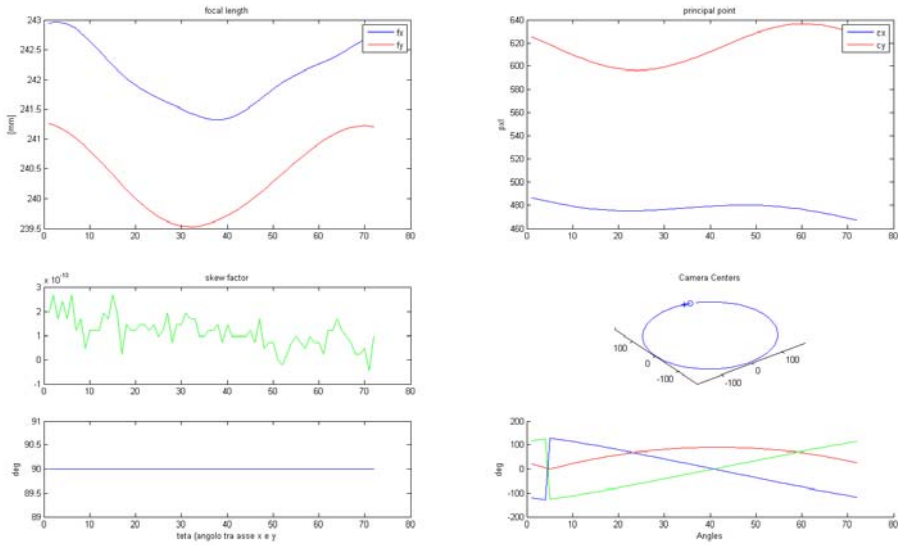 focal length
243
242.5
242
241.5
241
240.5
240
239.5
[mm]
fx
fy
0 10 20 30 40 50 60 70 80
principal point
640
620
600
580
560
540
520
500
480
460
pxl
cx
cy
0 10 20 30 40 50 60 70 80
skew factor
x 10^-13
3
2
1
0
-1
0 10 20 30 40 50 60 70 80
Camera Centers
100
0
-100
-100
0
100
91
90.5
90
89.5
89
deg
0 10 20 30 40 50 60 70 80
teta (angolo tra asse x e y
200
100
0
-100
-200
deg
0 10 20 30 40 50 60 70 80
Angles